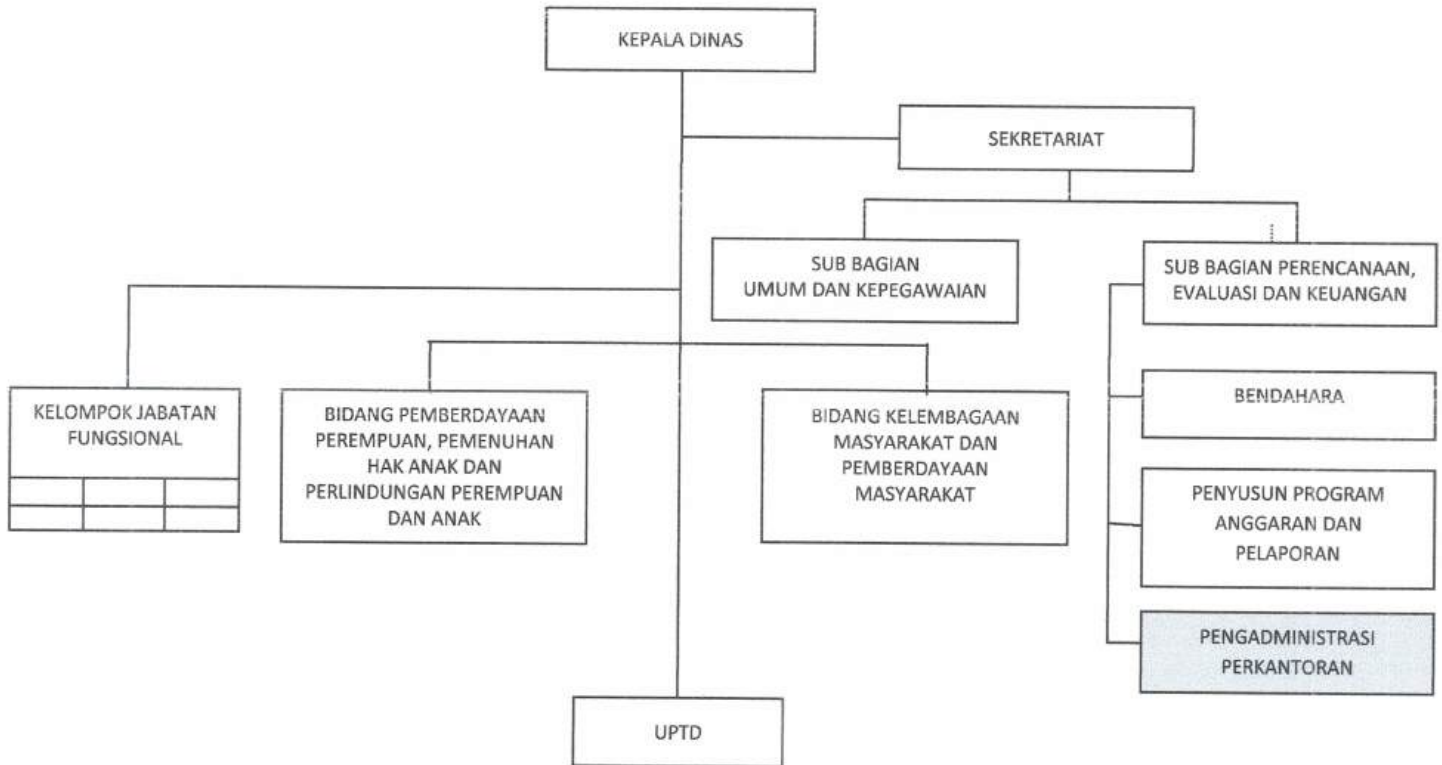 KEPALA DINAS
SEKRETARIAT
SUB BAGIAN
UMUM DAN KEPEGAWAIAN
SUB BAGIAN PERENCANAAN,
EVALUASI DAN KEUANGAN
KELOMPOK JABATAN
FUNGSIONAL
BIDANG PEMBERDAYAAN
PEREMPUAN, PEMENUHAN
HAK ANAK DAN
PERLINDUNGAN PEREMPUAN
DAN ANAK
BIDANG KELEMBAGAAN
MASYARAKAT DAN
PEMBERDAYAAN
MASYARAKAT
BENDAHARA
PENYUSUN PROGRAM
ANGGARAN DAN
PELAPORAN
PENGADMINISTRASI
PERKANTORAN
UPTD